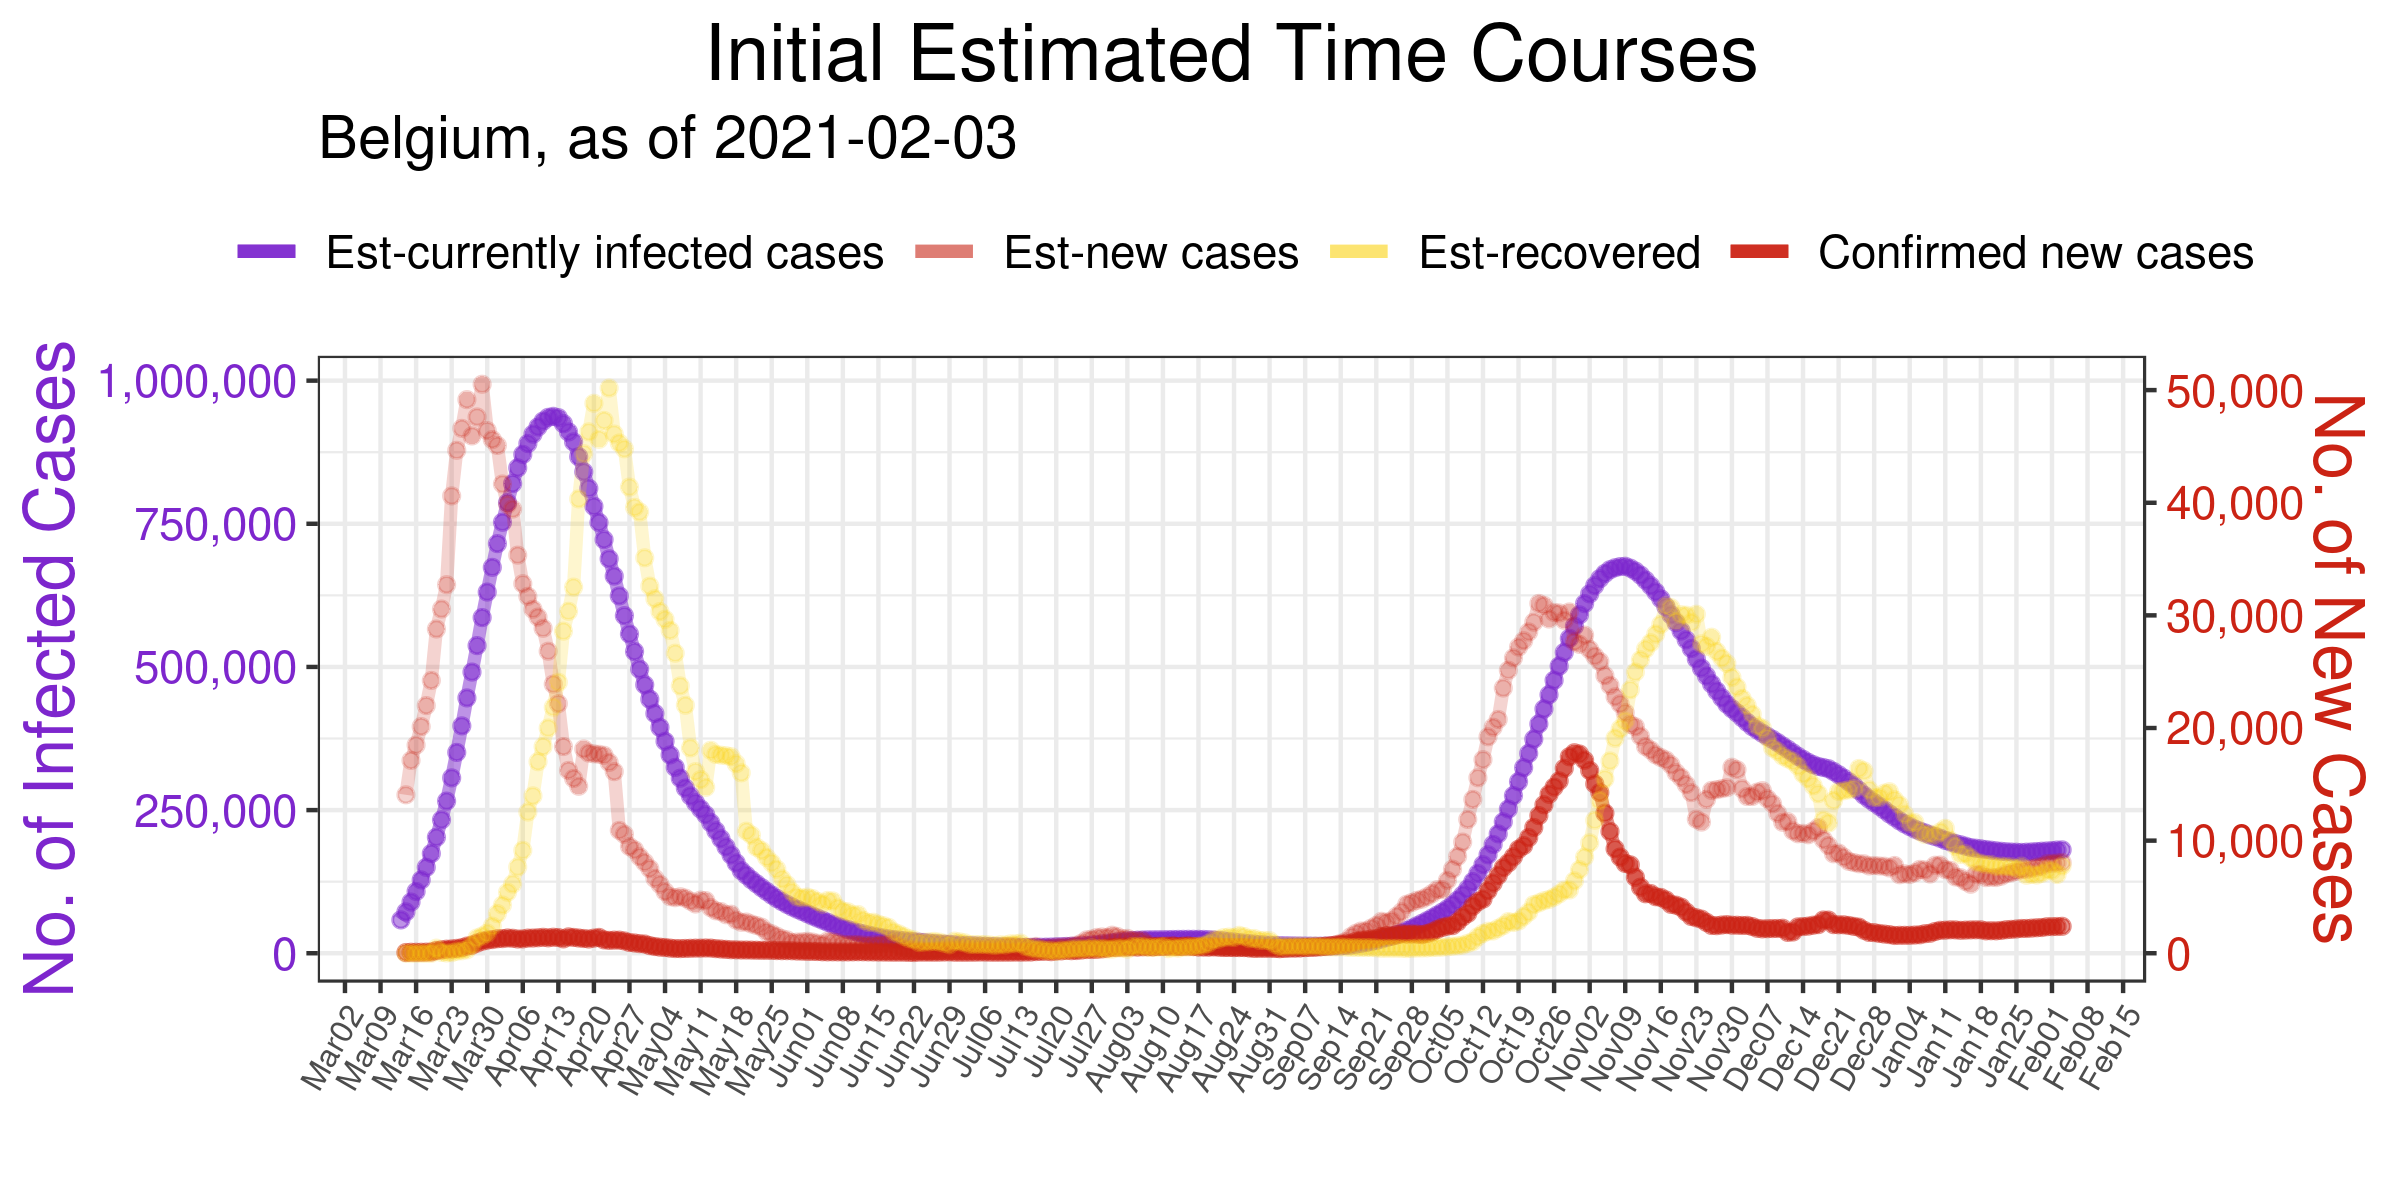 Initial Estimated Time Courses
Belgium, as of 2021-02-03
Est-currently infected cases Est-new cases Est-recovered Confirmed new cases
No. of Infected Cases
1,000,000
750,000
500,000
250,000
0
50,000
40,000
30,000
20,000
10,000
0
No. of New Cases
Mar02 Mar09 Mar16 Mar23 Mar30 Apr06 Apr13 Apr20 Apr27 May04 May11 May18 May25 Jun01 Jun08 Jun15 Jun22 Jun29 Jul06 Jul13 Jul20 Jul27 Aug03 Aug10 Aug17 Aug24 Aug31 Sep07 Sep14 Sep21 Sep28 Oct05 Oct12 Oct19 Oct26 Nov02 Nov09 Nov16 Nov23 Nov30 Dec07 Dec14 Dec21 Dec28 Jan04 Jan11 Jan18 Jan25 Feb01 Feb08 Feb15